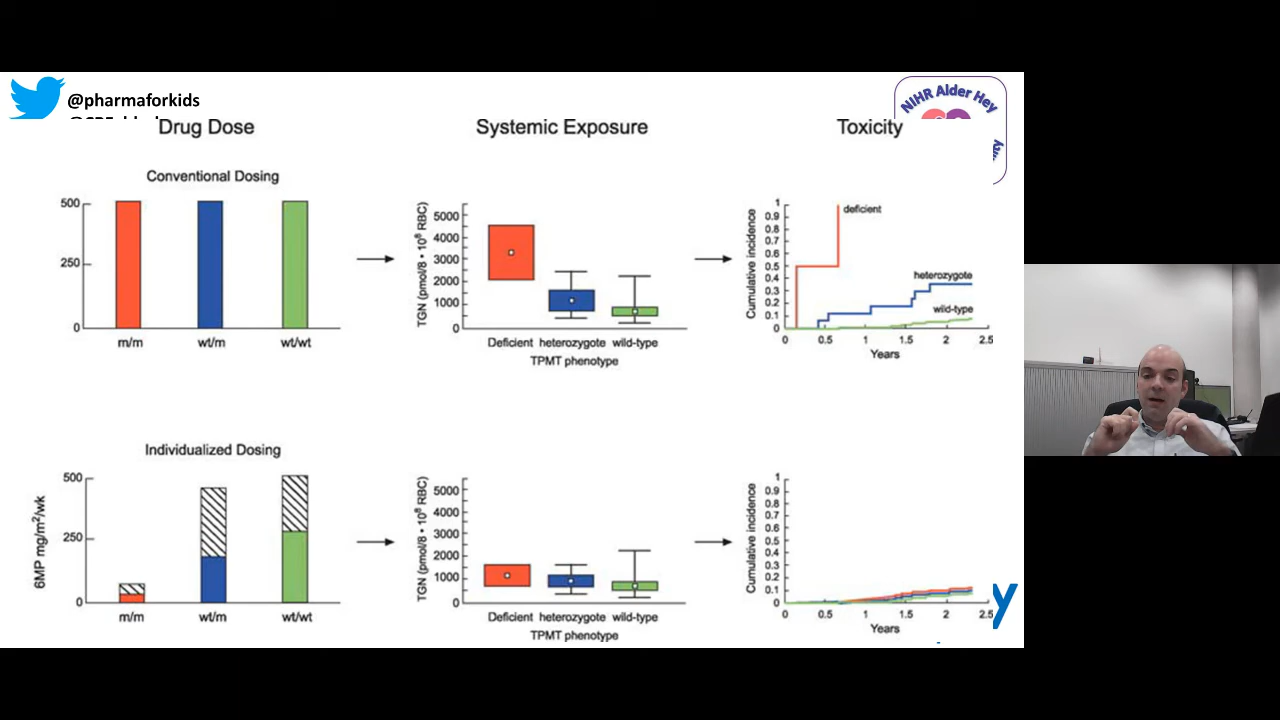 @pharmaforkids
NIHR Alder Hey
Drug Dose
Systemic Exposure
Toxicity
Conventional Dosing
500
250
0
m/m
wt/m
wt/wt
TGN (pmol/8 • 10⁸ RBC)
5000
4000
3000
2000
1000
0
Deficient
heterozygote
wild-type
TPMT phenotype
Cumulative incidence
1
0.9
0.8
0.7
0.6
0.5
0.4
0.3
0.2
0.1
0
deficient
heterozygote
wild-type
0
0.5
1
1.5
2
2.5
Years
Individualized Dosing
6MP mg/m²/wk
500
250
0
m/m
wt/m
wt/wt
TGN (pmol/8 • 10⁸ RBC)
5000
4000
3000
2000
1000
0
Deficient
heterozygote
wild-type
TPMT phenotype
Cumulative incidence
1
0.9
0.8
0.7
0.6
0.5
0.4
0.3
0.2
0.1
0
0
0.5
1
1.5
2
2.5
Years
y